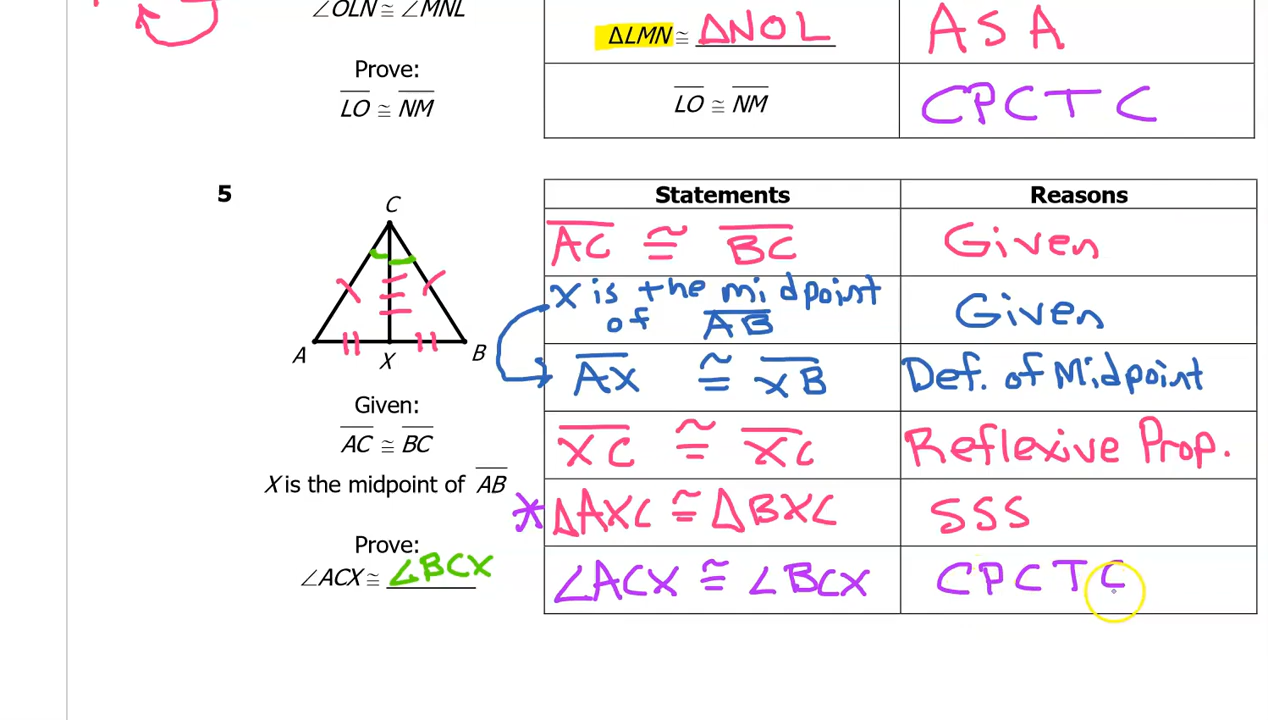 ∠OLN ≅ ∠MNL
Prove:
LO ≅ NM
ΔLMN ≅ ΔNOL
ASA
LO ≅ NM
CPCTC
5
C
A
X
B
Given:
AC ≅ BC
X is the midpoint of AB
Prove:
∠ACX ≅ ∠BCX
Statements Reasons
AC ≅ BC Given
X is the midpoint
of AB
Given
AX ≅ XB Def. of Midpoint
XC ≅ XC Reflexive Prop.
* ΔAXC ≅ ΔBXC SSS
∠ACX ≅ ∠BCX CPCTC